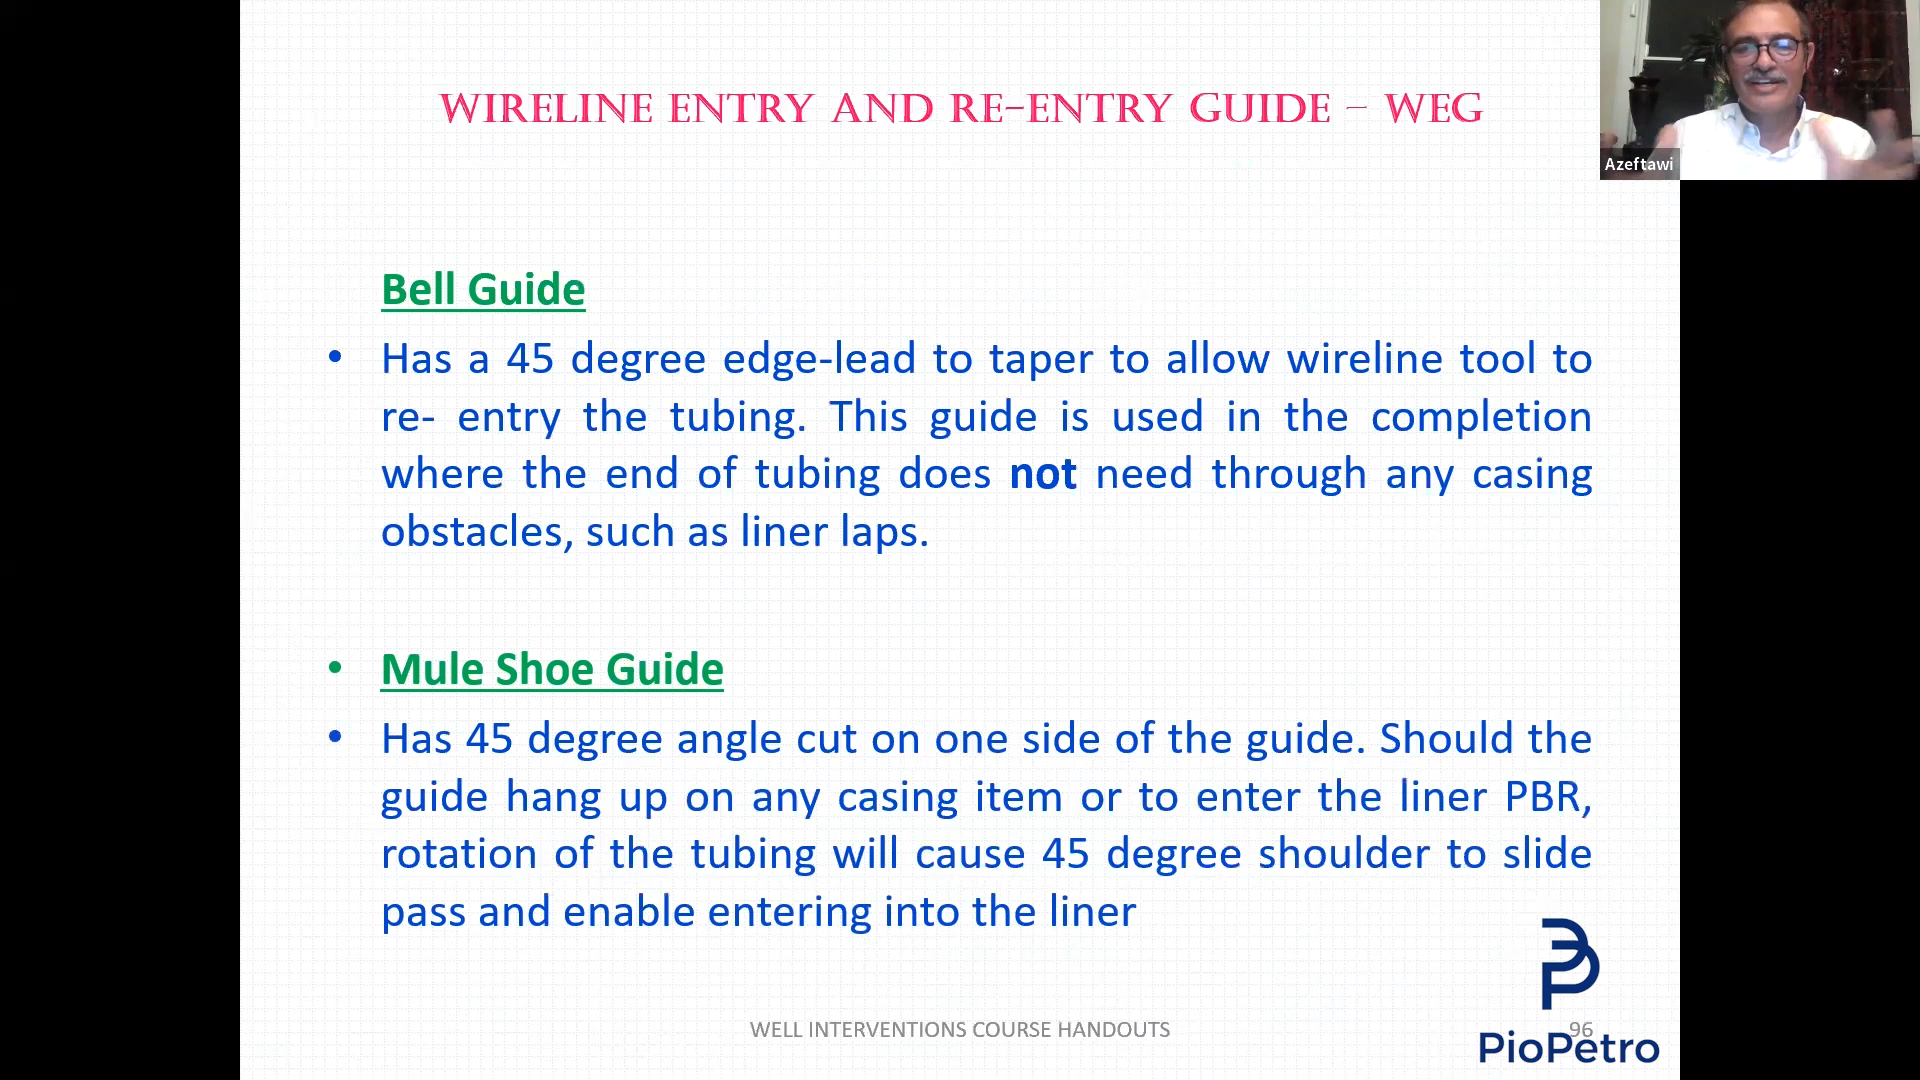 WIRELINE ENTRY AND RE-ENTRY GUIDE – WEG
Azeftawi
Bell Guide
• Has a 45 degree edge-lead to taper to allow wireline tool to
re- entry the tubing. This guide is used in the completion
where the end of tubing does not need through any casing
obstacles, such as liner laps.
• Mule Shoe Guide
• Has 45 degree angle cut on one side of the guide. Should the
guide hang up on any casing item or to enter the liner PBR,
rotation of the tubing will cause 45 degree shoulder to slide
pass and enable entering into the liner
WELL INTERVENTIONS COURSE HANDOUTS
96
PioPetro